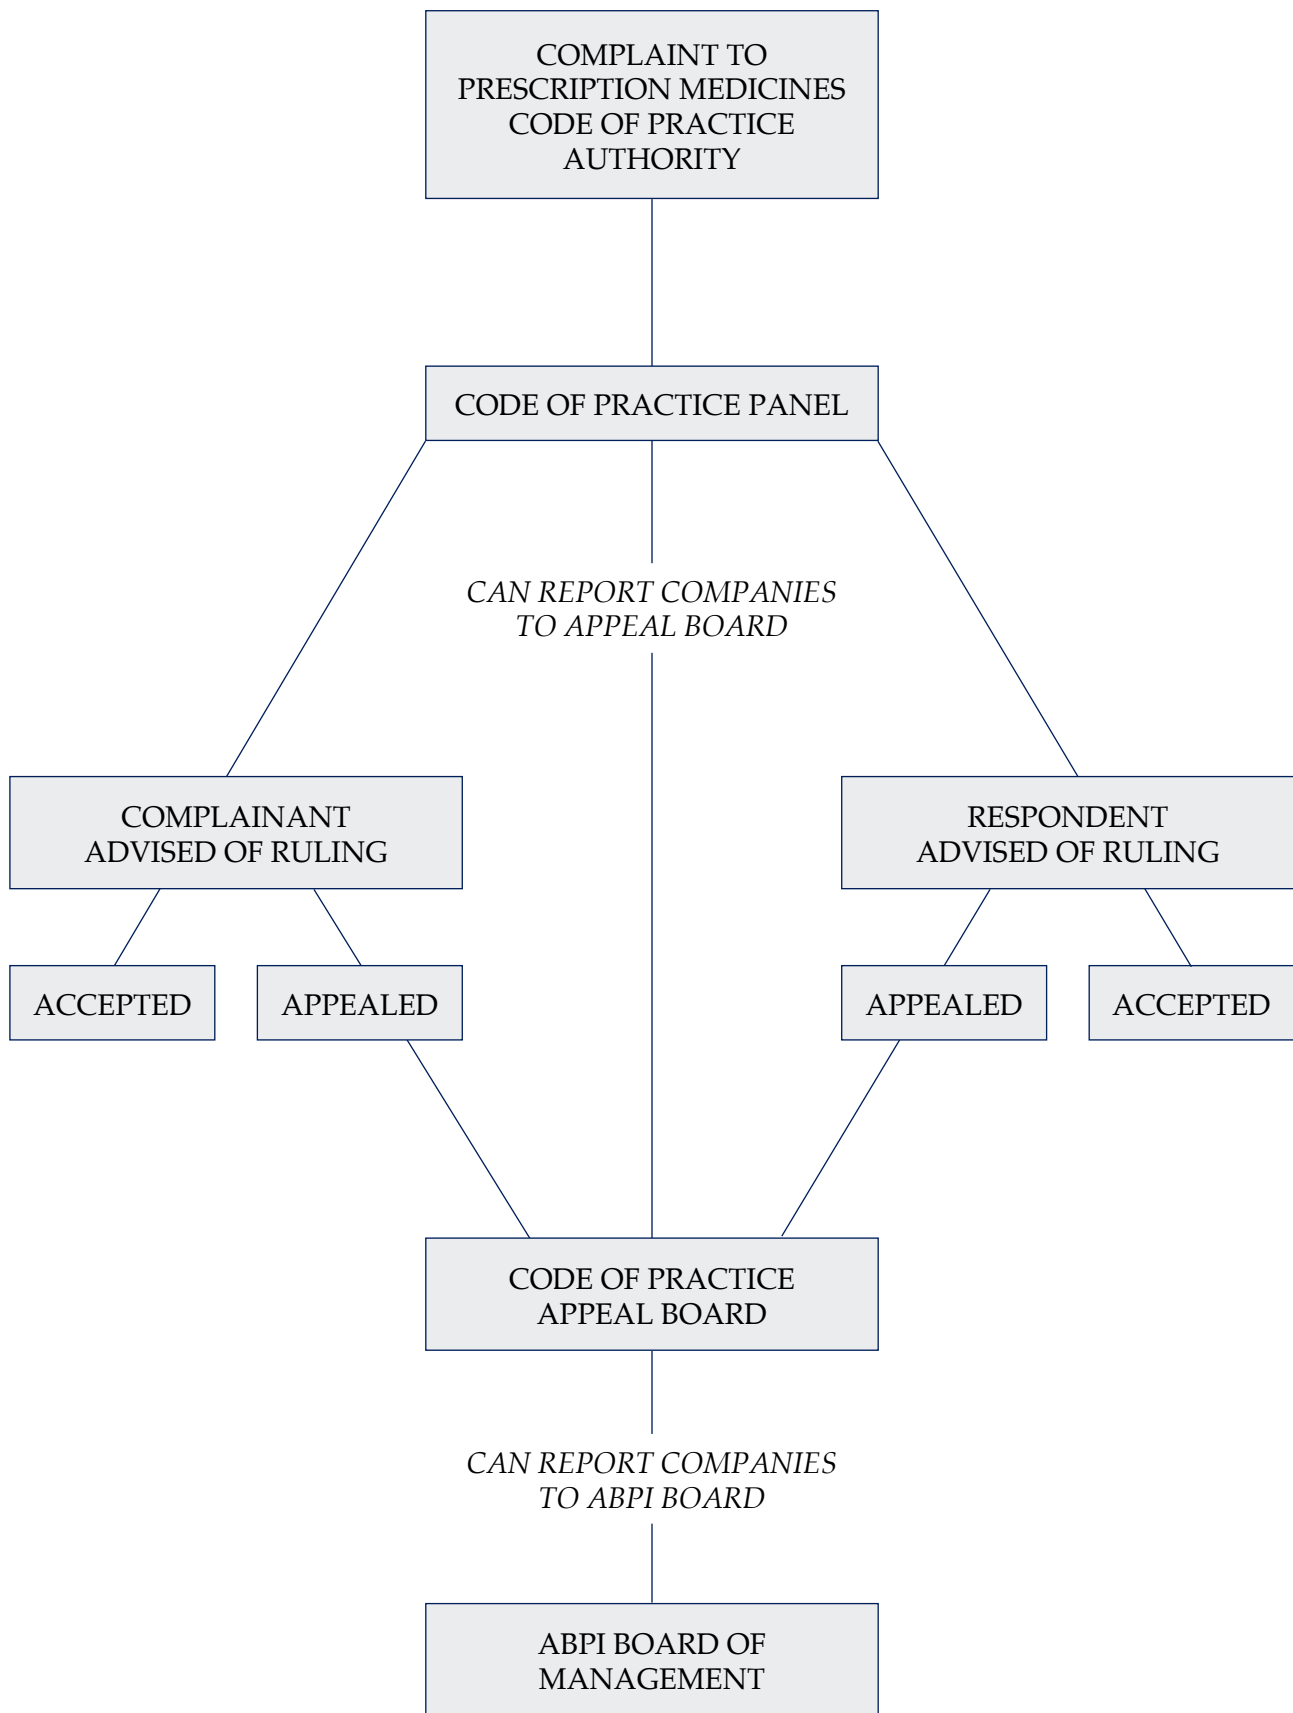 COMPLAINT TO
PRESCRIPTION MEDICINES
CODE OF PRACTICE
AUTHORITY
CODE OF PRACTICE PANEL
CAN REPORT COMPANIES
TO APPEAL BOARD
COMPLAINANT
ADVISED OF RULING
RESPONDENT
ADVISED OF RULING
ACCEPTED
APPEALED
APPEALED
ACCEPTED
CODE OF PRACTICE
APPEAL BOARD
CAN REPORT COMPANIES
TO ABPI BOARD
ABPI BOARD OF
MANAGEMENT